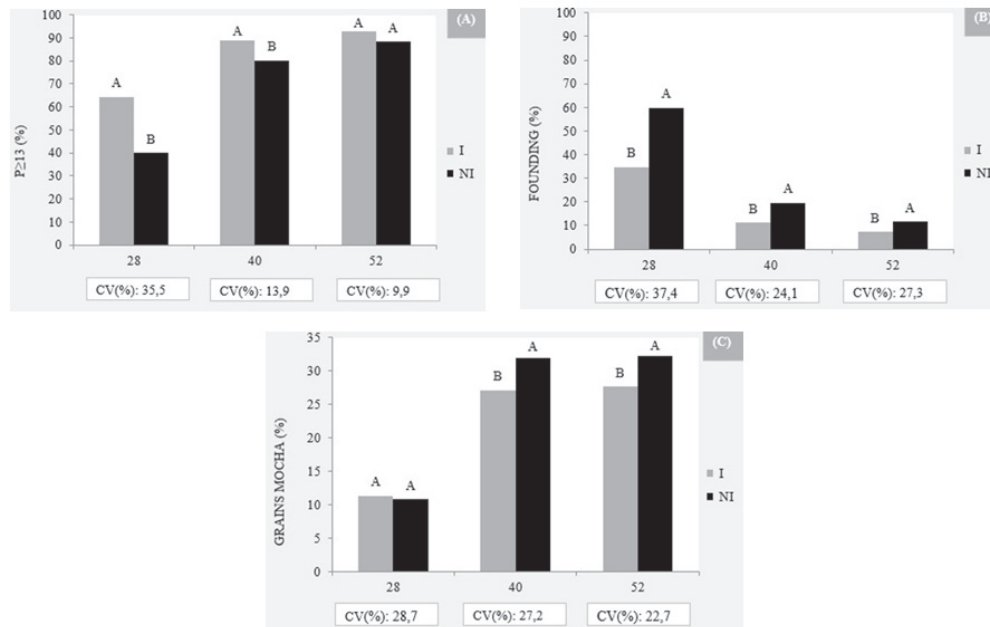 (A)
P≥13 (%)
100
90
80
70
60
50
40
30
20
10
0
A
B
A
B
A
A
I
NI
28
40
52
CV(%): 35,5
CV(%): 13,9
CV(%): 9,9
(B)
FOUNDING (%)
100
90
80
70
60
50
40
30
20
10
0
B
A
B
A
B
A
I
NI
28
40
52
CV(%): 37,4
CV(%): 24,1
CV(%): 27,3
(C)
GRAINS MOCHA (%)
35
30
25
20
15
10
5
0
A
A
B
A
B
A
I
NI
28
40
52
CV(%): 28,7
CV(%): 27,2
CV(%): 22,7